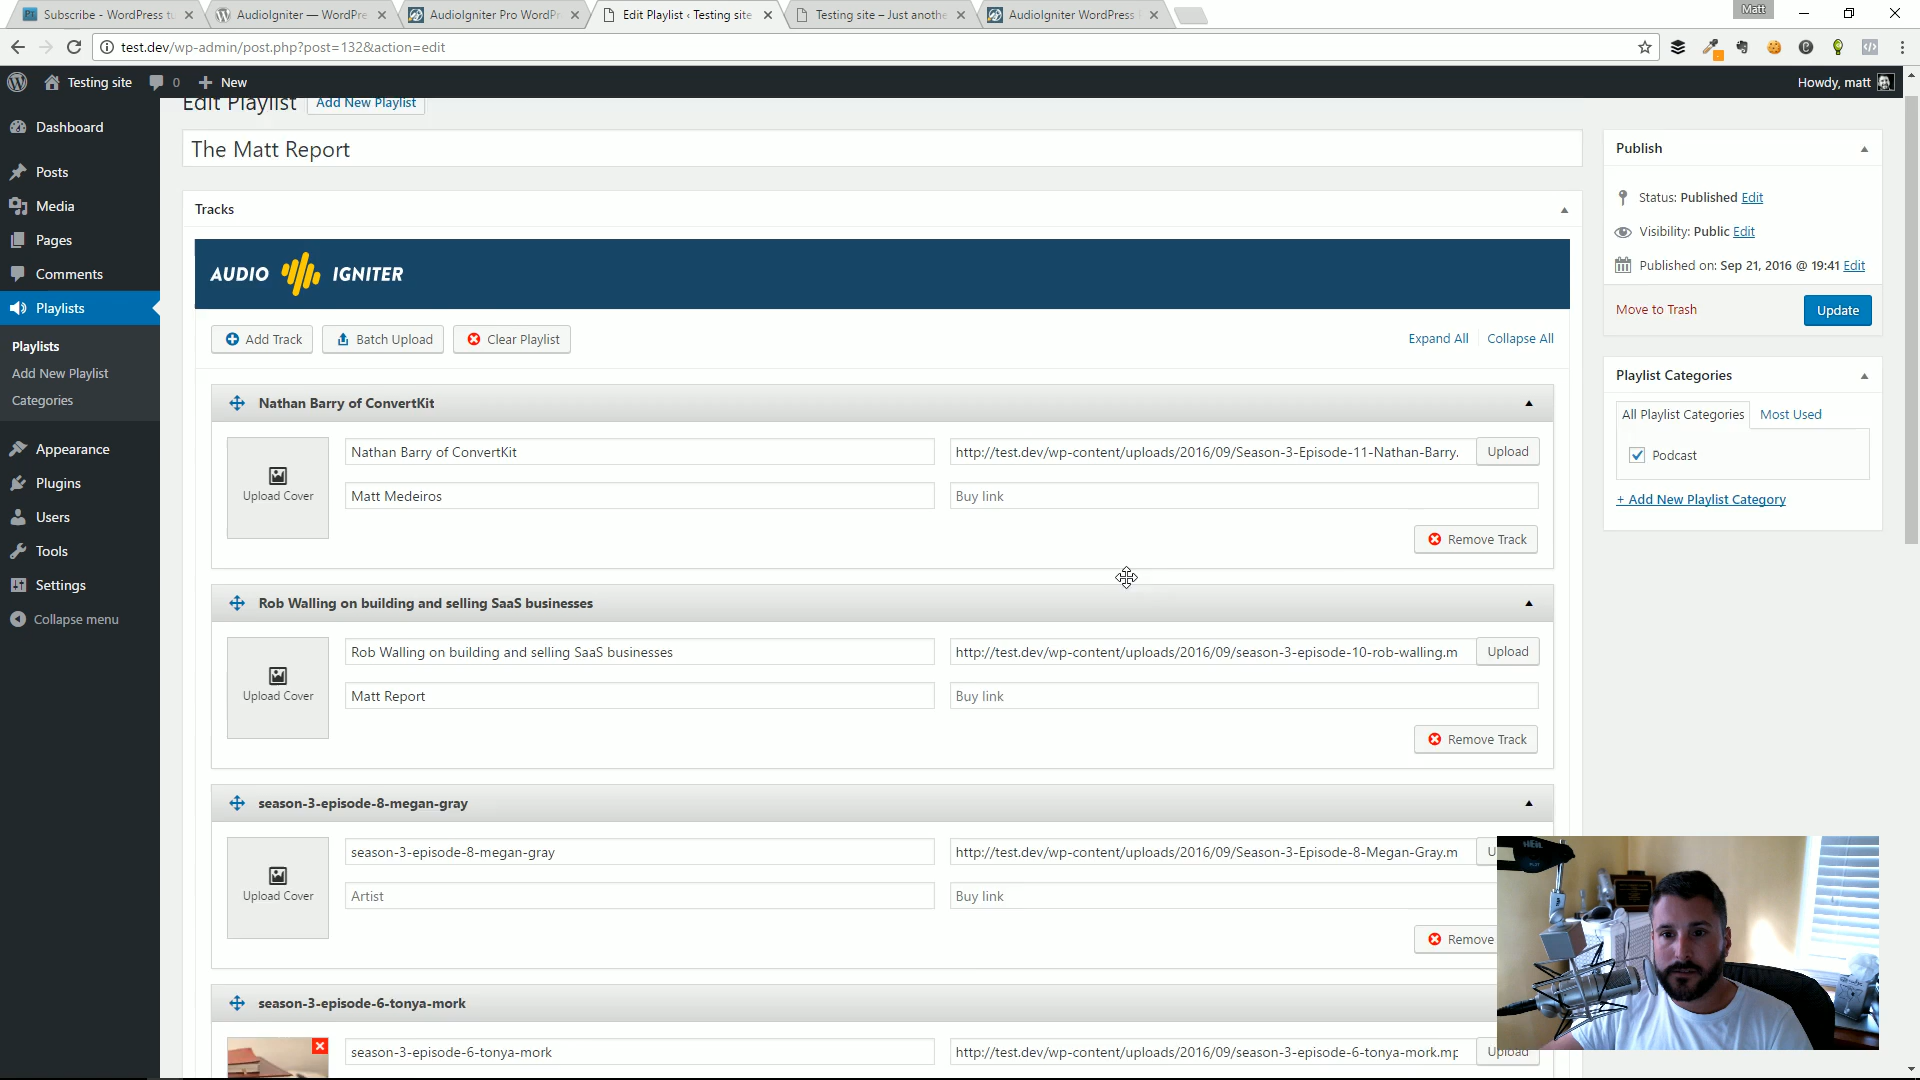 Subscribe - WordPress tu
AudioIgniter — WordPre
AudioIgniter Pro WordP
Edit Playlist ‹ Testing site
Testing site – Just anothe
AudioIgniter WordPress
Matt
test.dev/wp-admin/post.php?post=132&action=edit
Testing site
0
New
Howdy, matt
Edit Playlist
Add New Playlist
Dashboard
Posts
Media
Pages
Comments
Playlists
Playlists
Add New Playlist
Categories
Appearance
Plugins
Users
Tools
Settings
Collapse menu
The Matt Report
Tracks
AUDIO IGNITER
Add Track
Batch Upload
Clear Playlist
Expand All
Collapse All
Nathan Barry of ConvertKit
Upload Cover
Nathan Barry of ConvertKit
http://test.dev/wp-content/uploads/2016/09/Season-3-Episode-11-Nathan-Barry.
Upload
Matt Medeiros
Buy link
Remove Track
Rob Walling on building and selling SaaS businesses
Upload Cover
Rob Walling on building and selling SaaS businesses
http://test.dev/wp-content/uploads/2016/09/season-3-episode-10-rob-walling.m
Upload
Matt Report
Buy link
Remove Track
season-3-episode-8-megan-gray
Upload Cover
season-3-episode-8-megan-gray
http://test.dev/wp-content/uploads/2016/09/Season-3-Episode-8-Megan-Gray.m
Artist
Buy link
Remove
season-3-episode-6-tonya-mork
season-3-episode-6-tonya-mork
http://test.dev/wp-content/uploads/2016/09/season-3-episode-6-tonya-mork.mp
Upload
Publish
Status: Published Edit
Visibility: Public Edit
Published on: Sep 21, 2016 @ 19:41 Edit
Move to Trash
Update
Playlist Categories
All Playlist Categories
Most Used
Podcast
+ Add New Playlist Category